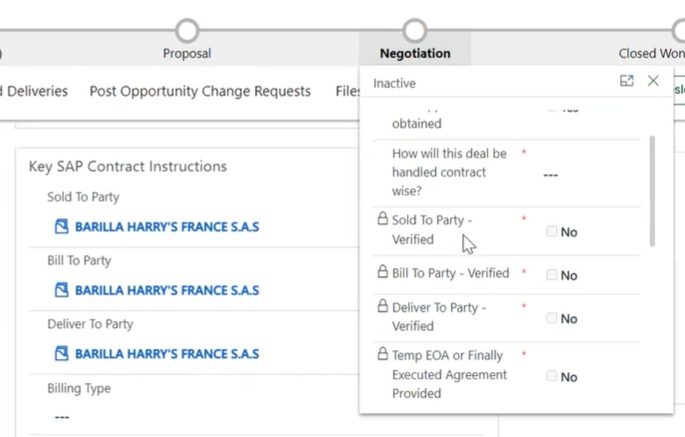 Proposal
Negotiation
Closed Won
d Deliveries
Post Opportunity Change Requests
Files
Inactive
obtained
How will this deal be
handled contract
wise?
*
---
Sold To Party -
Verified
*
No
Bill To Party - Verified
*
No
Deliver To Party -
Verified
*
No
Temp EOA or Finally
Executed Agreement
Provided
*
No
Key SAP Contract Instructions
Sold To Party
BARILLA HARRY'S FRANCE S.A.S
Bill To Party
BARILLA HARRY'S FRANCE S.A.S
Deliver To Party
BARILLA HARRY'S FRANCE S.A.S
Billing Type
---